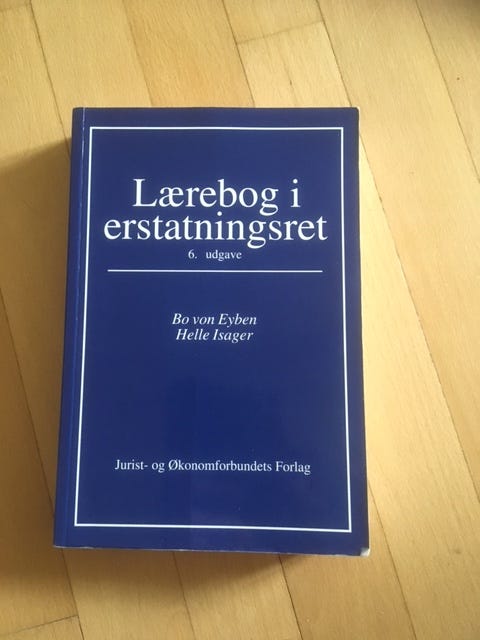 Lærebog i
erstatningsret
6. udgave
Bo von Eyben
Helle Isager
Jurist- og Økonomforbundets Forlag